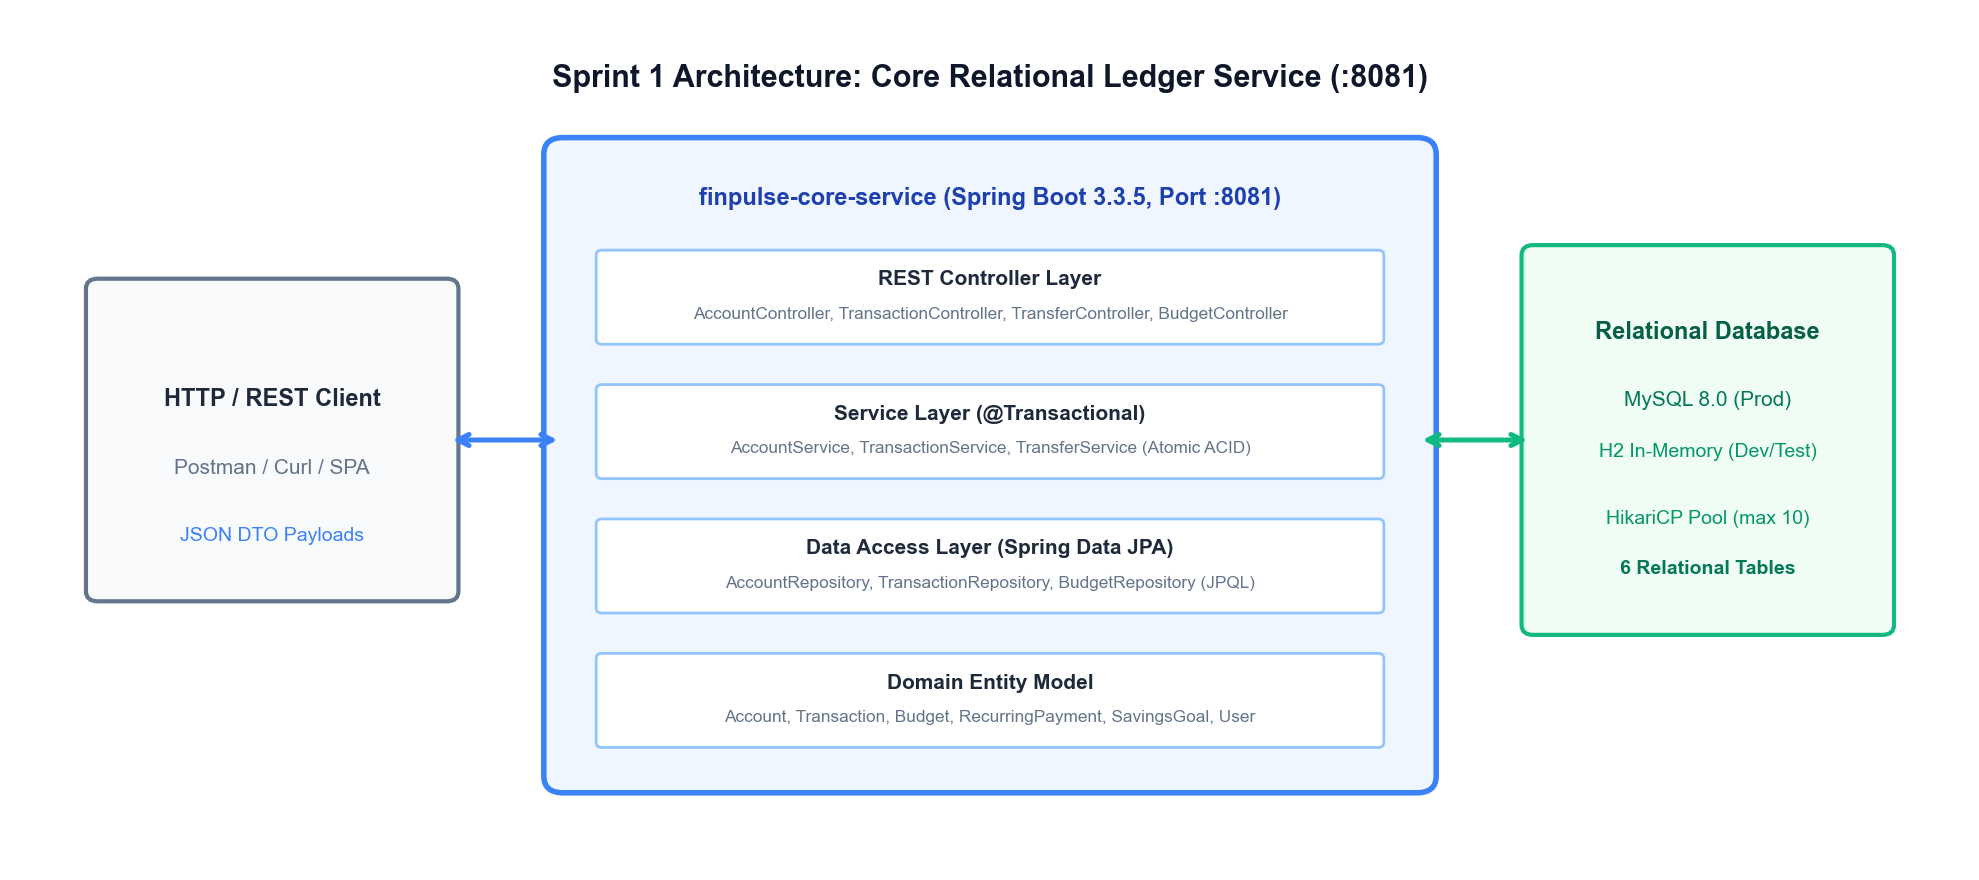 Sprint 1 Architecture: Core Relational Ledger Service (:8081)
HTTP / REST Client
Postman / Curl / SPA
JSON DTO Payloads
finpulse-core-service (Spring Boot 3.3.5, Port :8081)
REST Controller Layer
AccountController, TransactionController, TransferController, BudgetController
Service Layer (@Transactional)
AccountService, TransactionService, TransferService (Atomic ACID)
Data Access Layer (Spring Data JPA)
AccountRepository, TransactionRepository, BudgetRepository (JPQL)
Domain Entity Model
Account, Transaction, Budget, RecurringPayment, SavingsGoal, User
Relational Database
MySQL 8.0 (Prod)
H2 In-Memory (Dev/Test)
HikariCP Pool (max 10)
6 Relational Tables